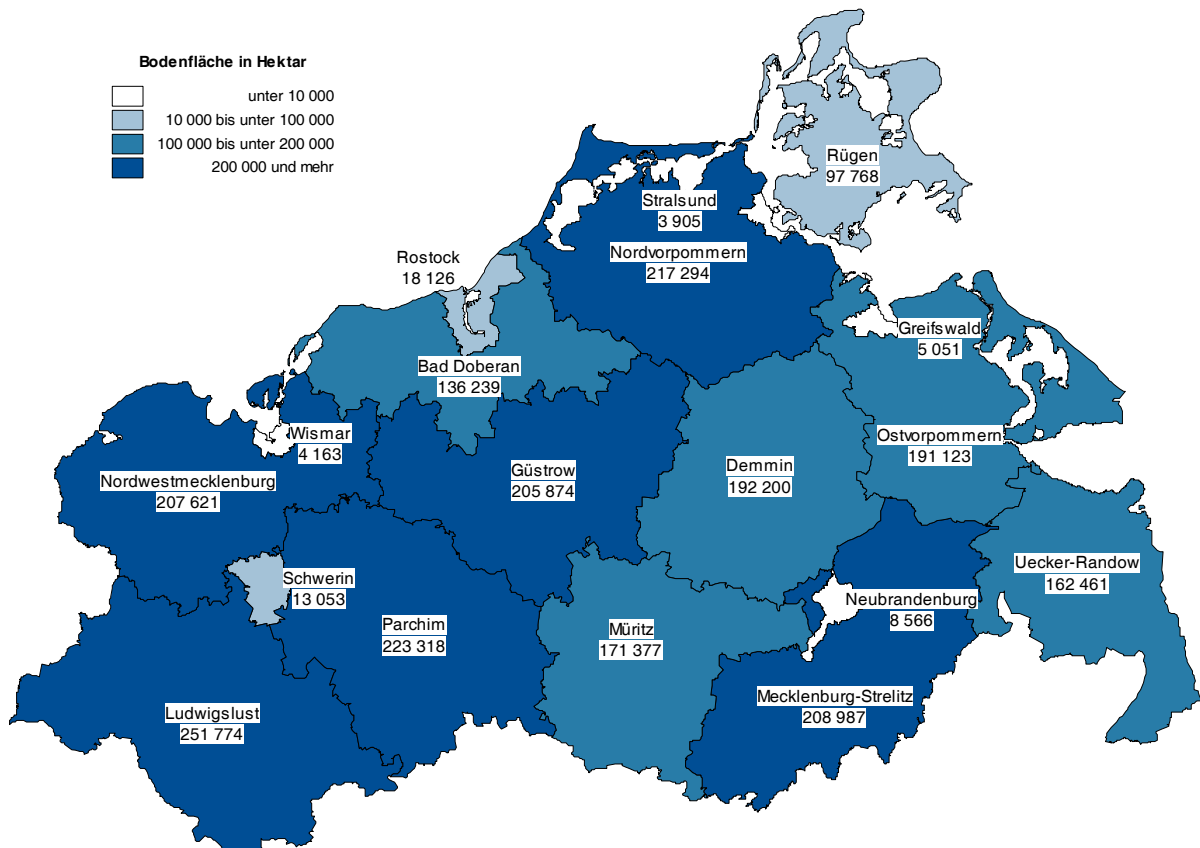 Bodenfläche in Hektar
unter 10 000
10 000 bis unter 100 000
100 000 bis unter 200 000
200 000 und mehr
Rügen
97 768
Stralsund
3 905
Nordvorpommern
217 294
Rostock
18 126
Greifswald
5 051
Bad Doberan
136 239
Wismar
4 163
Ostvorpommern
191 123
Nordwestmecklenburg
207 621
Güstrow
205 874
Demmin
192 200
Uecker-Randow
162 461
Schwerin
13 053
Neubrandenburg
8 566
Parchim
223 318
Müritz
171 377
Mecklenburg-Strelitz
208 987
Ludwigslust
251 774